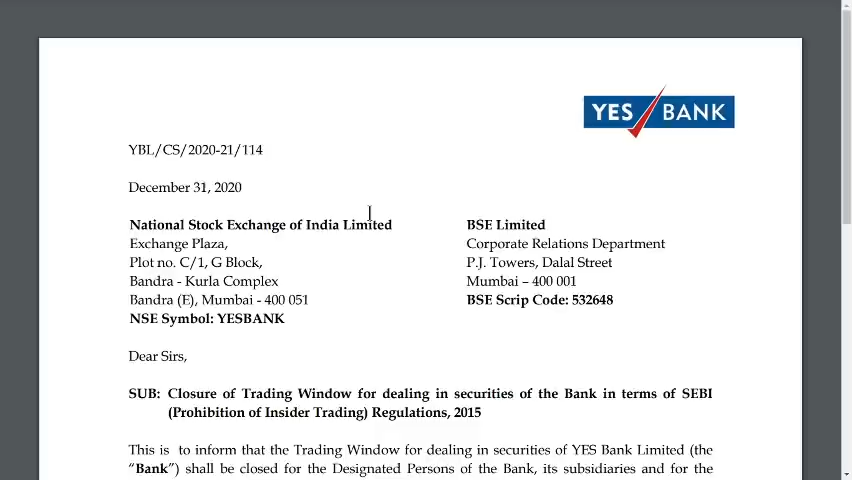 YES BANK
YBL/CS/2020-21/114
December 31, 2020
National Stock Exchange of India Limited
Exchange Plaza,
Plot no. C/1, G Block,
Bandra - Kurla Complex
Bandra (E), Mumbai - 400 051
NSE Symbol: YESBANK
BSE Limited
Corporate Relations Department
P.J. Towers, Dalal Street
Mumbai – 400 001
BSE Scrip Code: 532648
Dear Sirs,
SUB: Closure of Trading Window for dealing in securities of the Bank in terms of SEBI
(Prohibition of Insider Trading) Regulations, 2015
This is to inform that the Trading Window for dealing in securities of YES Bank Limited (the
“Bank”) shall be closed for the Designated Persons of the Bank, its subsidiaries and for the